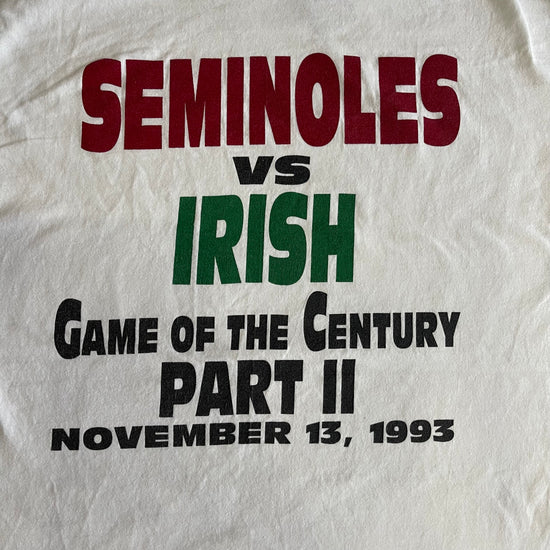 SEMINOLES
VS
IRISH
GAME OF THE CENTURY
PART II
NOVEMBER 13, 1993